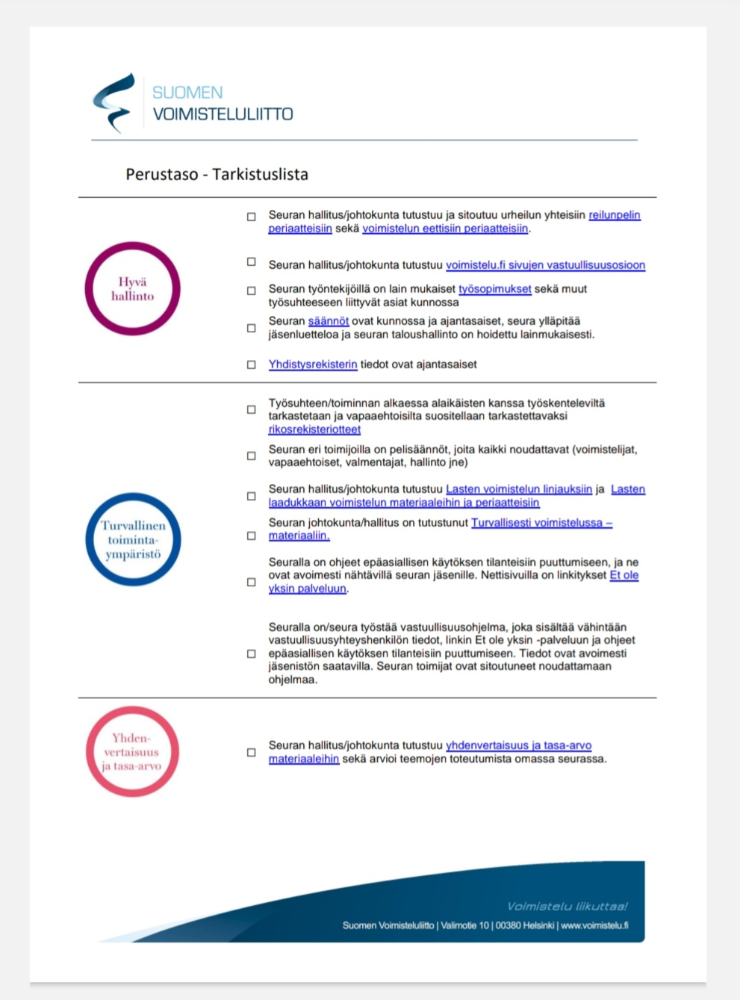 SUOMEN
VOIMISTELULIITTO
Perustaso - Tarkistuslista
Hyvä
hallinto
Seuran hallitus/johtokunta tutustuu ja sitoutuu urheilun yhteisiin reilunpelin
periaatteisiin sekä voimistelun eettisiin periaatteisiin.
Seuran hallitus/johtokunta tutustuu voimistelu.fi sivujen vastuullisuusosioon
Seuran työntekijöillä on lain mukaiset työsopimukset sekä muut
työsuhteeseen liittyvät asiat kunnossa
Seuran säännöt ovat kunnossa ja ajantasaiset, seura ylläpitää
jäsenluetteloa ja seuran taloushallinto on hoidettu lainmukaisesti.
Yhdistysrekisterin tiedot ovat ajantasaiset
Turvallinen
toiminta-
ympäristö
Työsuhteen/toiminnan alkaessa alaikäisten kanssa työskenteleviltä
tarkastetaan ja vapaaehtoisilta suositellaan tarkastettavaksi
rikosrekisteriotteet
Seuran eri toimijoilla on pelisäännöt, joita kaikki noudattavat (voimistelijat,
vapaaehtoiset, valmentajat, hallinto jne)
Seuran hallitus/johtokunta tutustuu Lasten voimistelun linjauksiin ja Lasten
laadukkaan voimistelun materiaaleihin ja periaatteisiin
Seuran johtokunta/hallitus on tutustunut Turvallisesti voimistelussa –
materiaaliin.
Seuralla on ohjeet epäasiallisen käytöksen tilanteisiin puuttumiseen, ja ne
ovat avoimesti nähtävillä seuran jäsenille. Nettisivuilla on linkitykset Et ole
yksin palveluun.
Seuralla on/seura työstää vastuullisuusohjelma, joka sisältää vähintään
vastuullisuusyhteyshenkilön tiedot, linkin Et ole yksin -palveluun ja ohjeet
epäasiallisen käytöksen tilanteisiin puuttumiseen. Tiedot ovat avoimesti
jäsenistön saatavilla. Seuran toimijat ovat sitoutuneet noudattamaan
ohjelmaa.
Yhden-
vertaisuus
ja tasa-arvo
Seuran hallitus/johtokunta tutustuu yhdenvertaisuus ja tasa-arvo
materiaaleihin sekä arvioi teemojen toteutumista omassa seurassa.
Voimistelu liikuttaa!
Suomen Voimisteluliitto | Valimotie 10 | 00380 Helsinki | www.voimistelu.fi